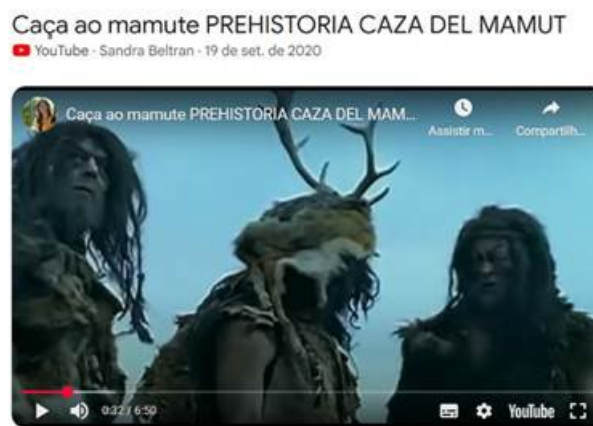 Caça ao mamute PREHISTORIA CAZA DEL MAMUT
YouTube · Sandra Beltran · 19 de set. de 2020
Caça ao mamute PREHISTORIA CAZA DEL MAM...
Assistir m... Compartilh...
0:32 / 6:50
YouTube